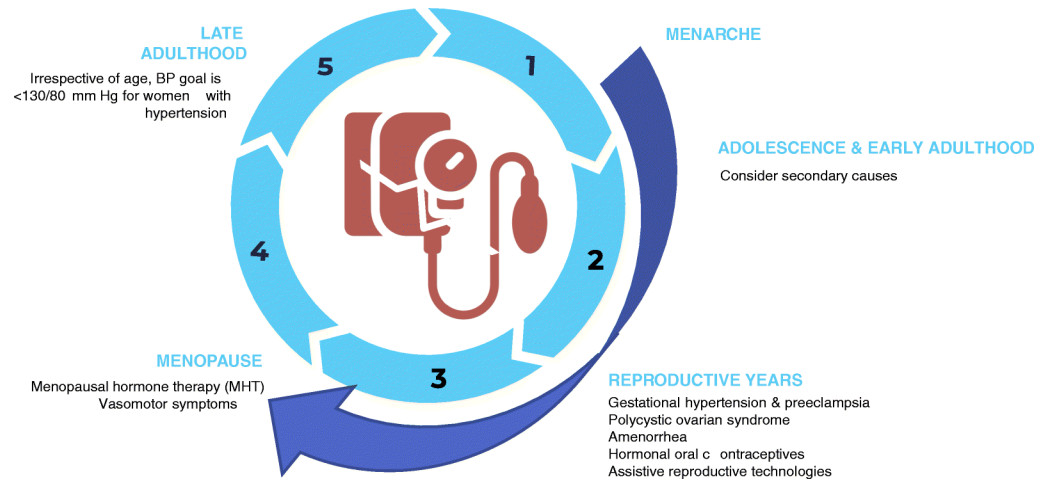 MENARCHE
1
ADOLESCENCE & EARLY ADULTHOOD
Consider secondary causes
2
REPRODUCTIVE YEARS
Gestational hypertension & preeclampsia
Polycystic ovarian syndrome
Amenorrhea
Hormonal oral c ontraceptives
Assistive reproductive technologies
3
MENOPAUSE
Menopausal hormone therapy (MHT)
Vasomotor symptoms
4
LATE
ADULTHOOD
Irrespective of age, BP goal is
<130/80 mm Hg for women with
hypertension
5